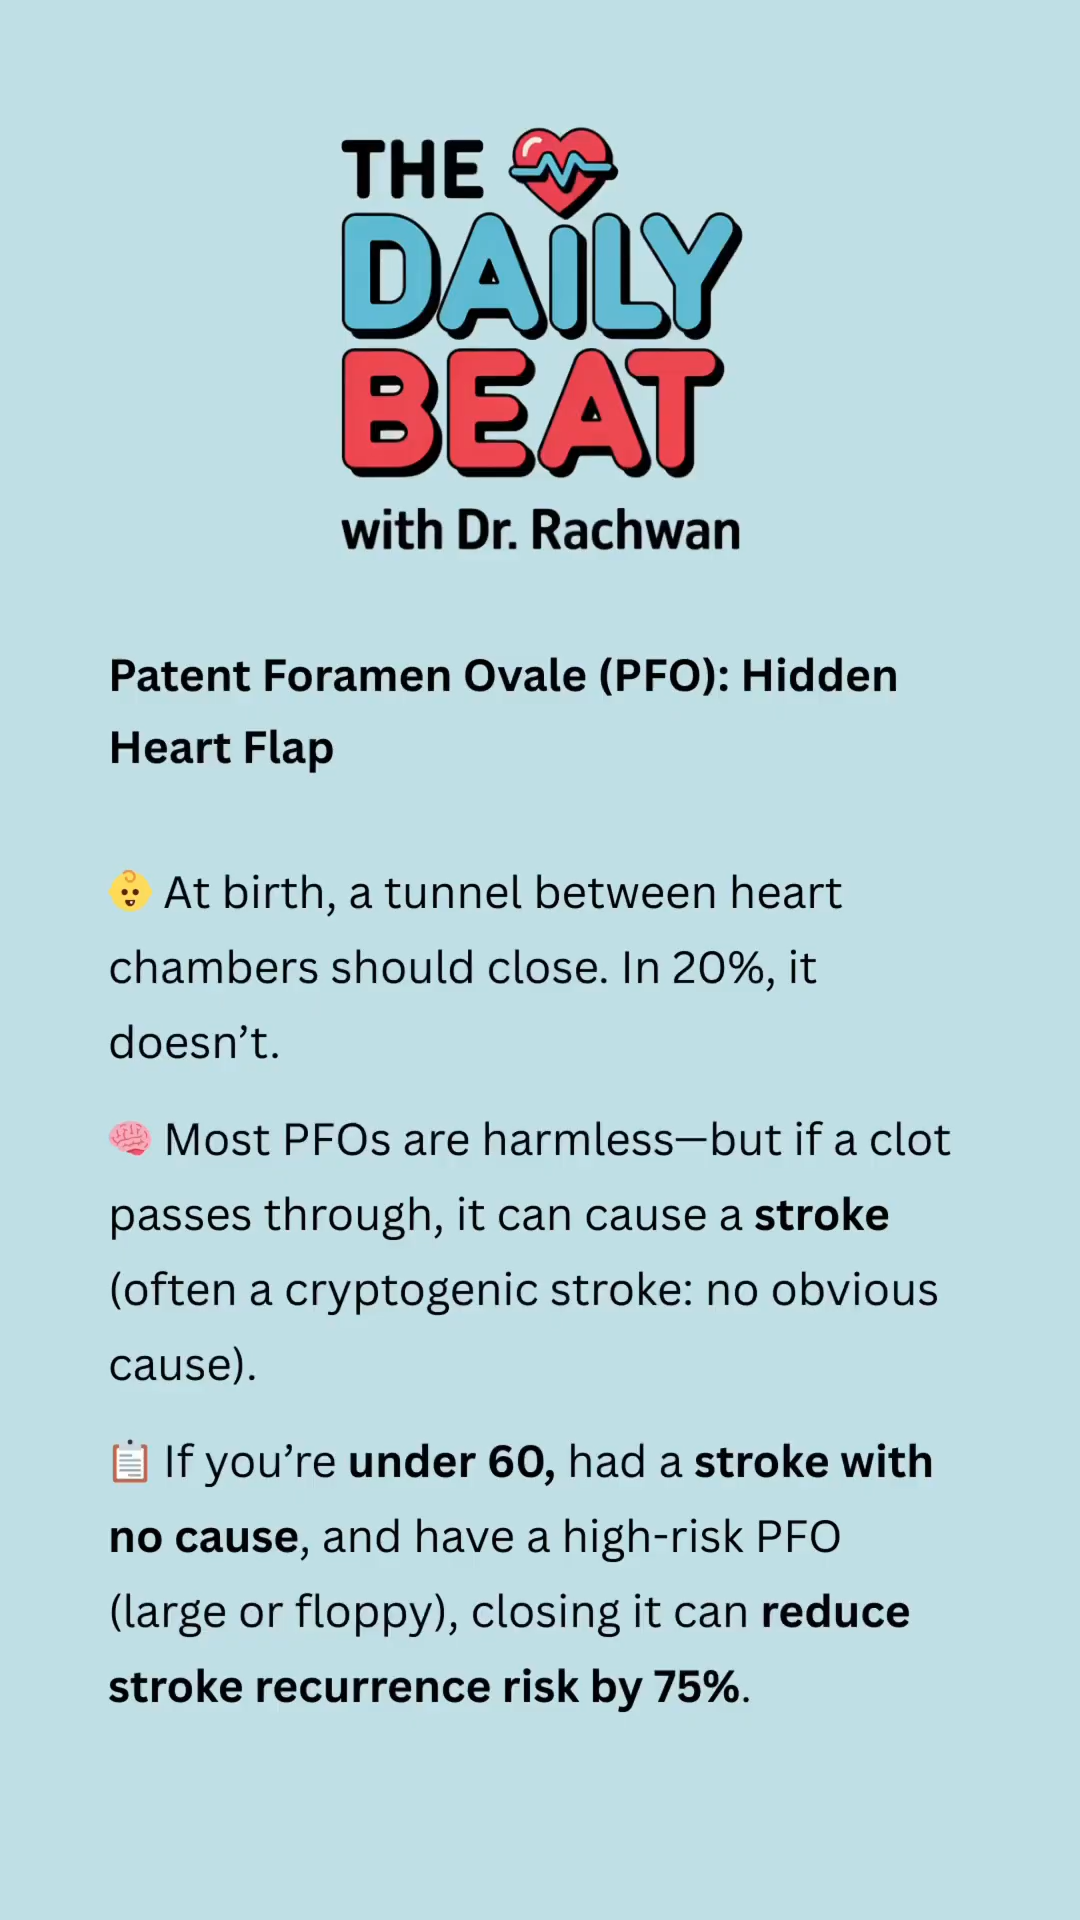 THE
DAILY
BEAT
with Dr. Rachwan
Patent Foramen Ovale (PFO): Hidden
Heart Flap
👶 At birth, a tunnel between heart
chambers should close. In 20%, it
doesn’t.
🧠 Most PFOs are harmless—but if a clot
passes through, it can cause a stroke
(often a cryptogenic stroke: no obvious
cause).
📋 If you’re under 60, had a stroke with
no cause, and have a high-risk PFO
(large or floppy), closing it can reduce
stroke recurrence risk by 75%.